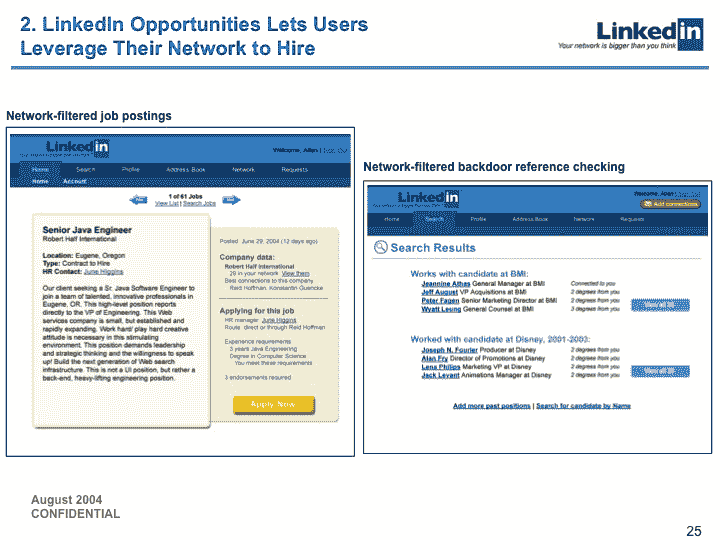 2. LinkedIn Opportunities Lets Users
Leverage Their Network to Hire
Linkedin
Your network is bigger than you think
Network-filtered job postings
Linkedin
Welcome, Allen |
Home Search Profile Address Book Network Requests
Home Account
1 of 61 Jobs
View List | Search Jobs
Senior Java Engineer
Robert Half International
Location: Eugene, Oregon
Type: Contract to Hire
HR Contact: June Higgins
Our client seeking a Sr. Java Software Engineer to
join a team of talented, innovative professionals in
Eugene, OR. This high-level position reports
directly to the VP of Engineering. This Web
services company is small, but established and
rapidly expanding. Work hard/ play hard creative
attitude is necessary in this stimulating
environment. This position demands leadership
and strategic thinking and the willingness to speak
up! Build the next generation of Web search
infrastructure. This is not a UI position, but rather a
back-end, heavy-lifting engineering position.
Posted June 29, 2004 (12 days ago)
Company data:
Robert Half International
29 in your network View them
Best connections to this company
Reid Hoffman, Konstantin Guericke
Applying for this job
HR manager June Higgins
Route direct or through Reid Hoffman
Experience requirements
3 years Java Engineering
Degree in Computer Science
You meet these requirements
3 endorsements required
Apply Now
Network-filtered backdoor reference checking
Linkedin
Welcome, Allen |
Add connections
Home Search Profile Address Book Network Requests
Search Results
Works with candidate at BMI:
Jeannine Athas General Manager at BMI Connected to you
Jeff August VP Acquisitions at BMI 2 degrees from you
Peter Fagen Senior Marketing Director at BMI 2 degrees from you
Wyatt Leung General Counsel at BMI 3 degrees from you
Worked with candidate at Disney, 2001-2003:
Joseph N. Fourier Producer at Disney 2 degrees from you
Alan Fry Director of Finance at Disney 2 degrees from you
Lena Philips Marketing VP at Disney 2 degrees from you
Jack Levant Animations Manager at Disney 2 degrees from you
Add more past positions | Search for candidate by Name
August 2004
CONFIDENTIAL
25